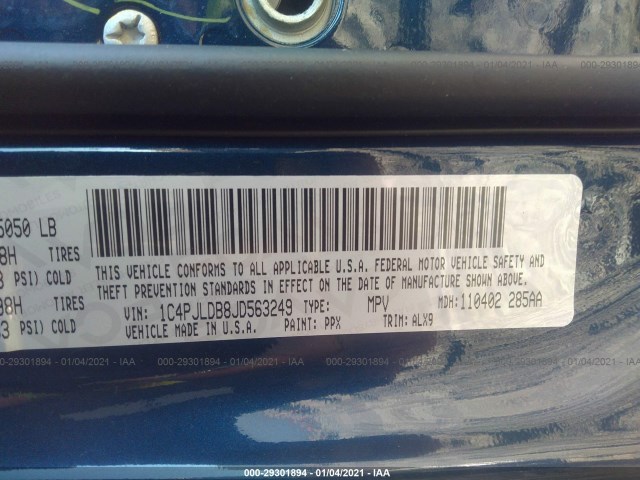 000-29301894 - 01/04/2021 - IAA
5050 LB
8H TIRES
PSI) COLD
98H TIRES
3 PSI) COLD
THIS VEHICLE CONFORMS TO ALL APPLICABLE U.S.A. FEDERAL MOTOR VEHICLE SAFETY AND
THEFT PREVENTION STANDARDS IN EFFECT ON THE DATE OF MANUFACTURE SHOWN ABOVE.
VIN: 1C4PJLDB8JD563249 TYPE: MPV MDH: 110402 285AA
VEHICLE MADE IN U.S.A. PAINT: PPX TRIM: ALX9
000-29301894 - 01/04/2021 - IAA
000-29301894 - 01/04/2021 - IAA